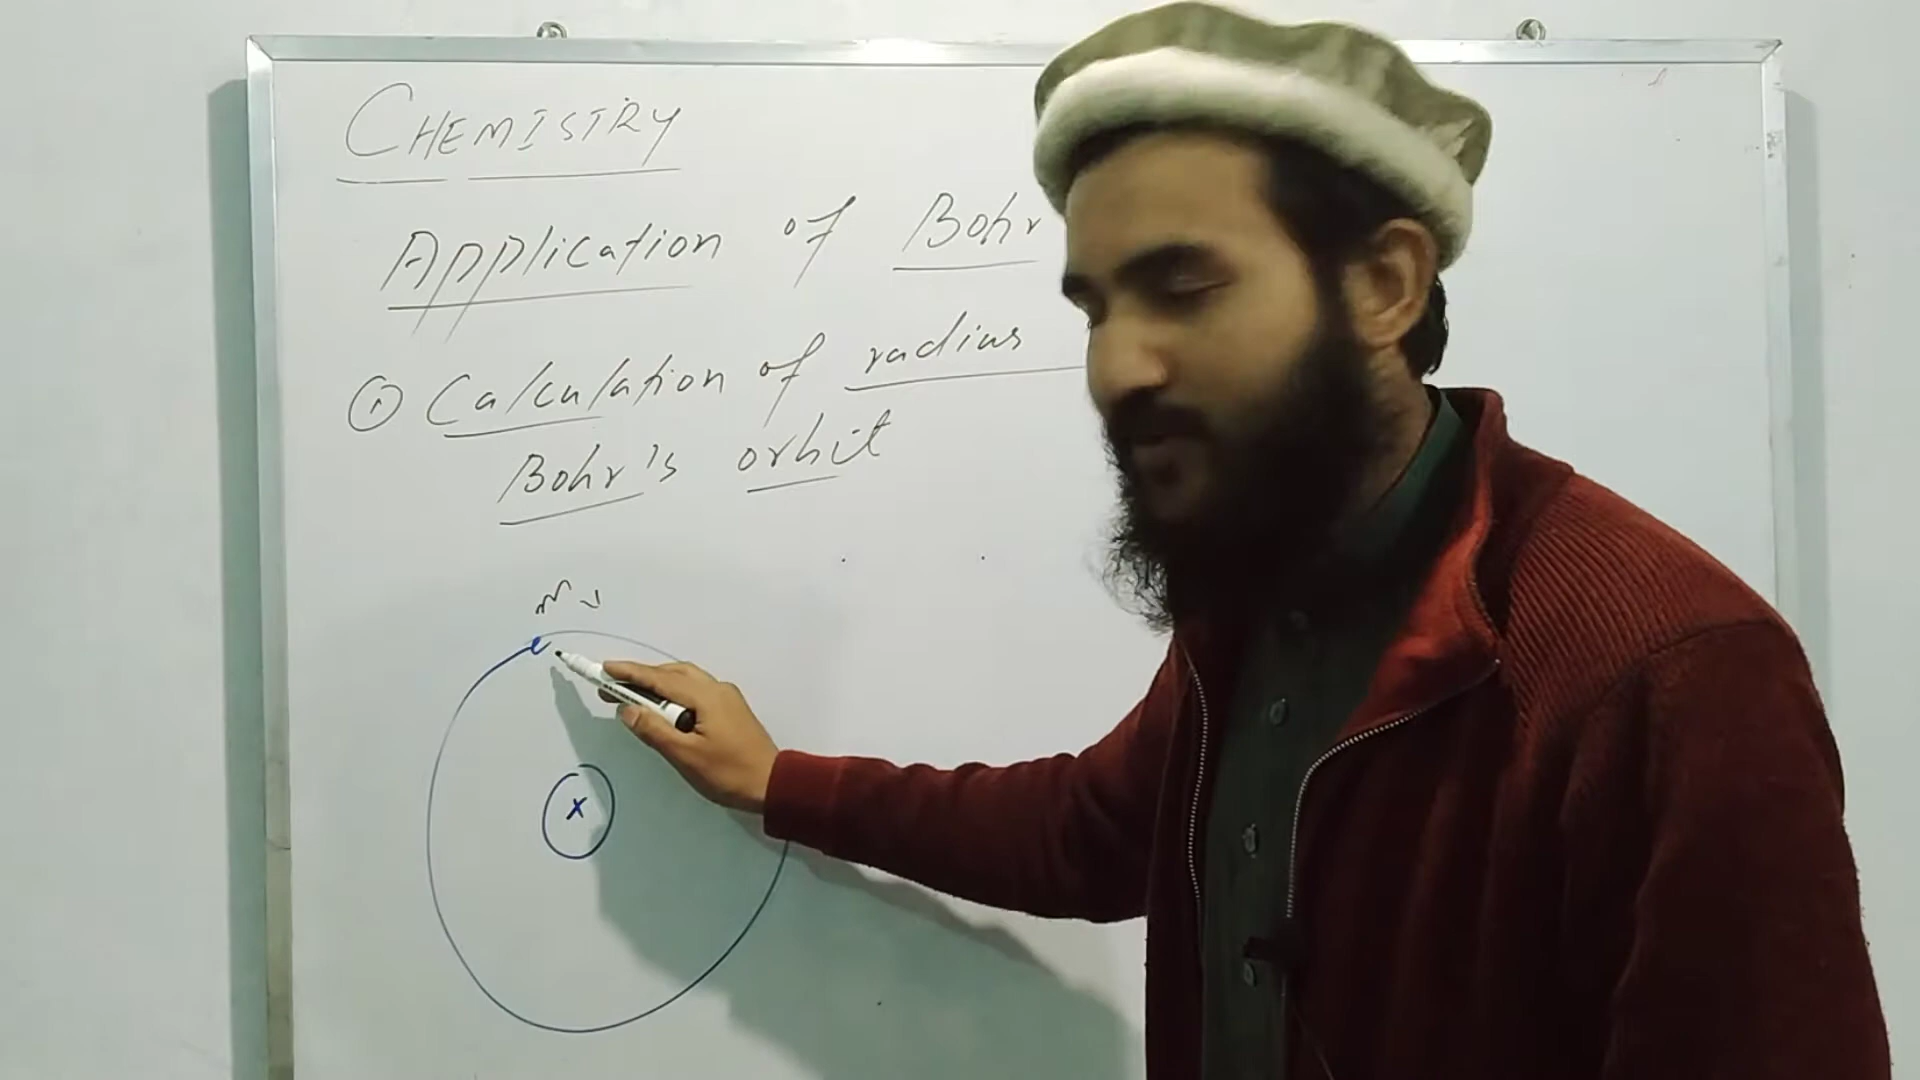 CHEMISTRY
Application of Bohr
① Calculation of radius
Bohr's orbit
m v
e
x